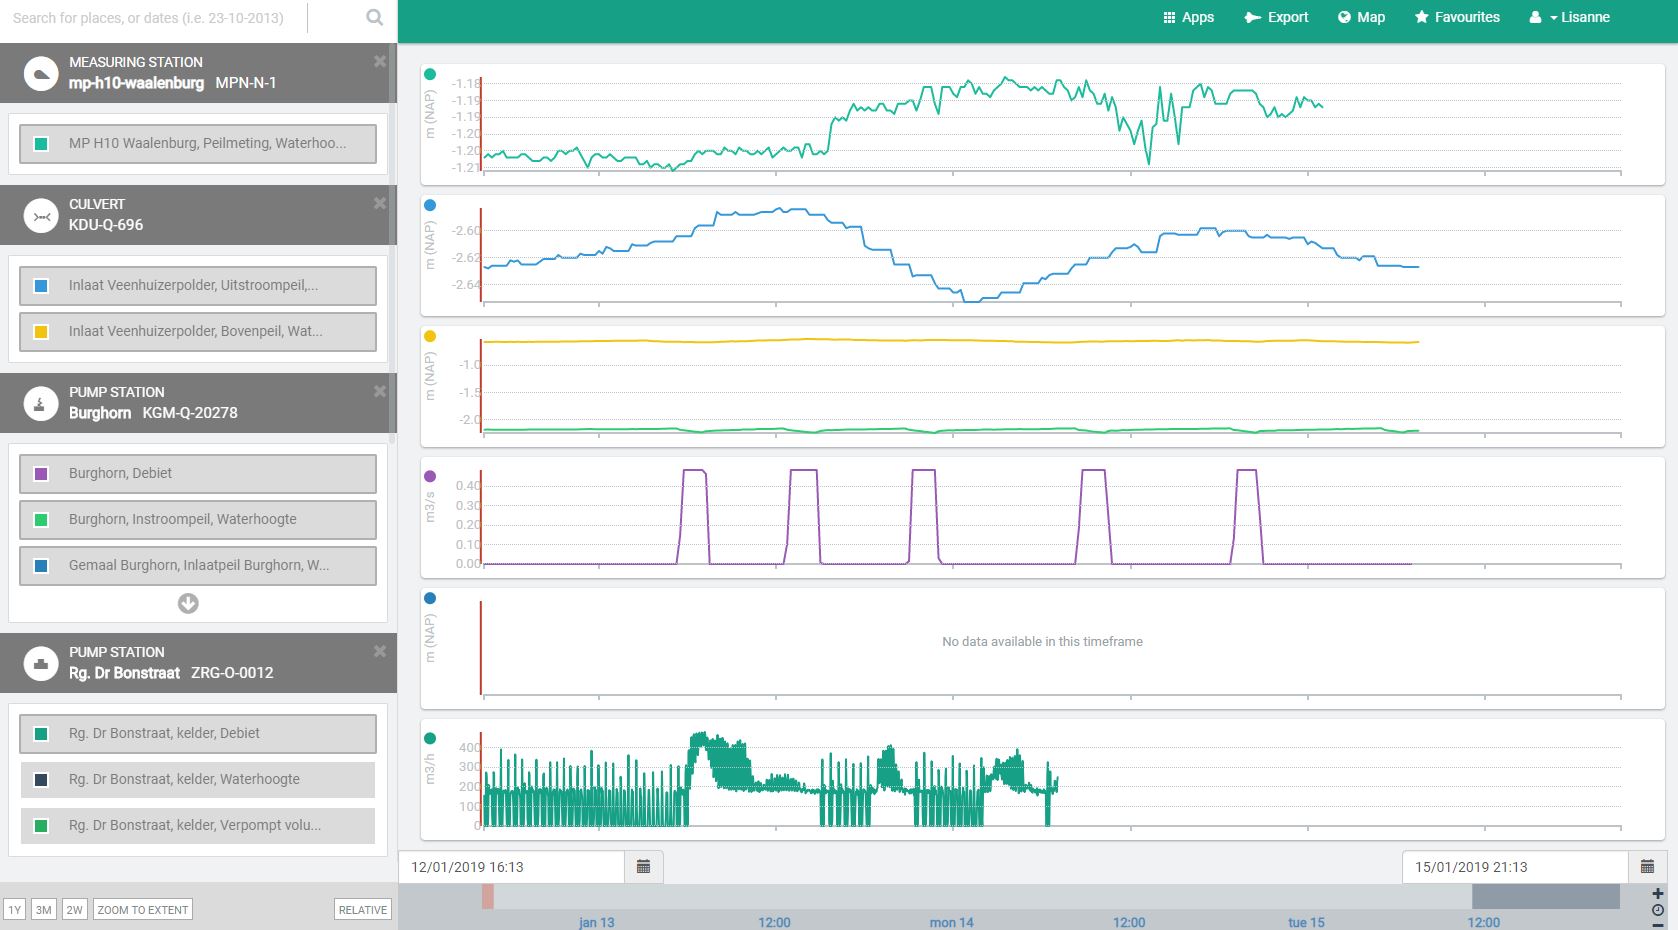 Search for places, or dates (i.e. 23-10-2013)
Apps
Export
Map
Favourites
Lisanne
MEASURING STATION
mp-h10-waalenburg MPN-N-1
MP H10 Waalenburg, Peilmeting, Waterhoo...
CULVERT
KDU-Q-696
Inlaat Veenhuizerpolder, Uitstroompeil,...
Inlaat Veenhuizerpolder, Bovenpeil, Wat...
PUMP STATION
Burghorn KGM-Q-20278
Burghorn, Debiet
Burghorn, Instroompeil, Waterhoogte
Gemaal Burghorn, Inlaatpeil Burghorn, W...
PUMP STATION
Rg. Dr Bonstraat ZRG-O-0012
Rg. Dr Bonstraat, kelder, Debiet
Rg. Dr Bonstraat, kelder, Waterhoogte
Rg. Dr Bonstraat, kelder, Verpompt volu...
1Y
3M
2W
ZOOM TO EXTENT
RELATIVE
m (NAP)
-1.18
-1.19
-1.19
-1.20
-1.20
-1.21
m (NAP)
-2.60
-2.62
-2.64
m (NAP)
-1.0
-1.5
-2.0
m3/s
0.40
0.30
0.20
0.10
0.00
m (NAP)
No data available in this timeframe
m3/h
400
300
200
100
0
12/01/2019 16:13
15/01/2019 21:13
jan 13
12:00
mon 14
12:00
tue 15
12:00